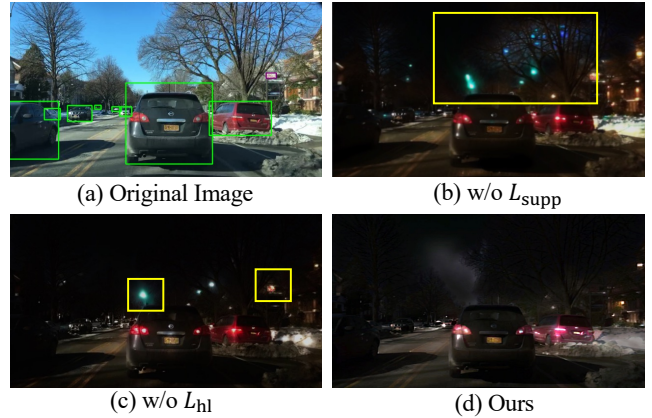 (a) Original Image
(b) w/o L_supp
(c) w/o L_hl
(d) Ours